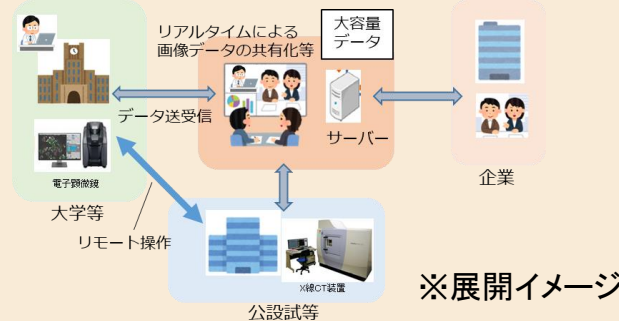 リアルタイムによる
画像データの共有化等
大容量
データ
データ送受信
サーバー
電子顕微鏡
大学等
企業
リモート操作
X線CT装置
公設試等
※展開イメージ